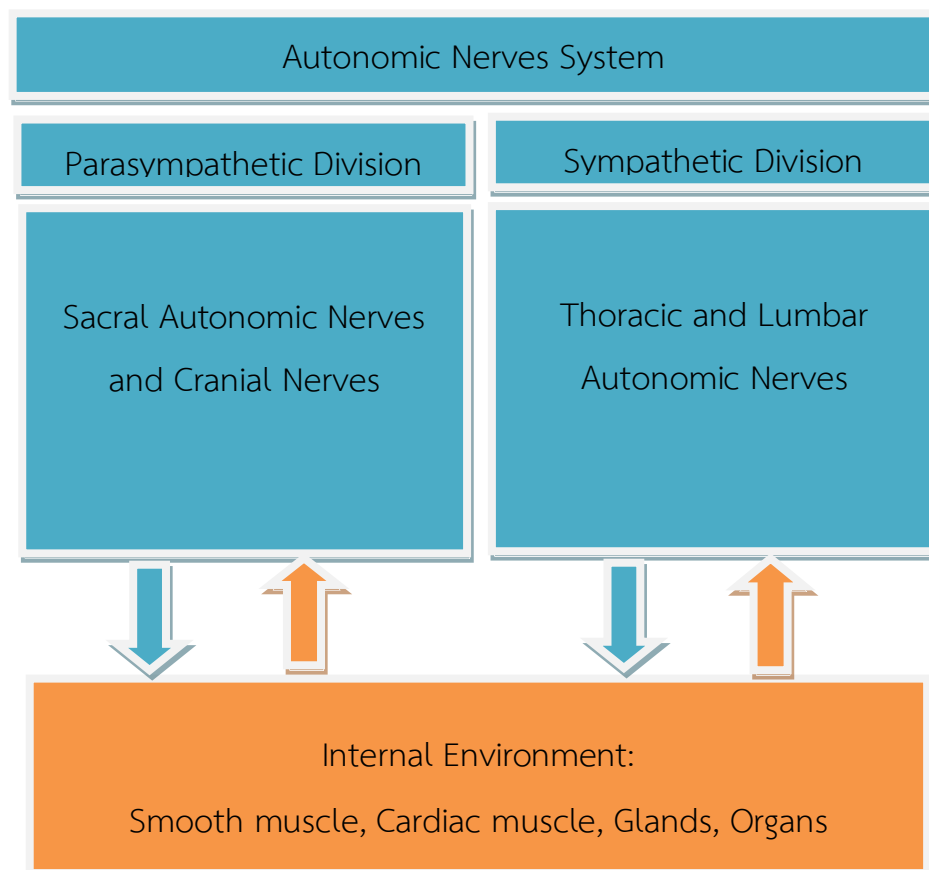 Autonomic Nerves System
Parasympathetic Division
Sympathetic Division
Sacral Autonomic Nerves
and Cranial Nerves
Thoracic and Lumbar
Autonomic Nerves
Internal Environment:
Smooth muscle, Cardiac muscle, Glands, Organs